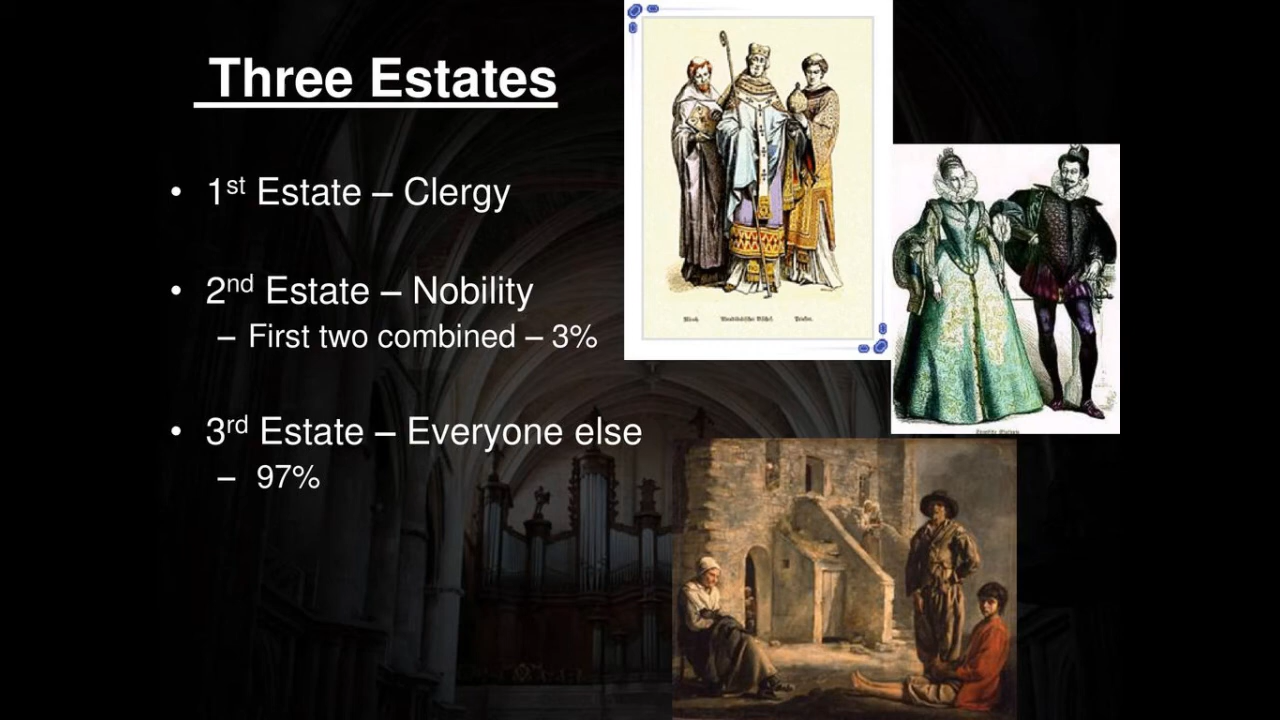 Three Estates
• 1st Estate – Clergy
• 2nd Estate – Nobility
– First two combined – 3%
• 3rd Estate – Everyone else
– 97%